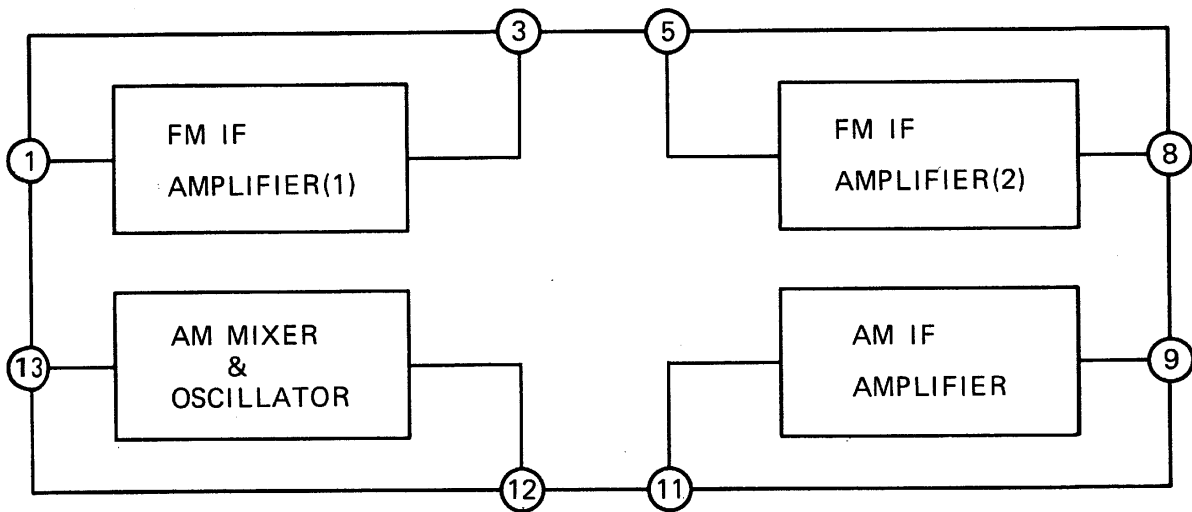 3
5
FM IF
AMPLIFIER(1)
FM IF
AMPLIFIER(2)
1
8
AM MIXER
&
OSCILLATOR
AM IF
AMPLIFIER
13
9
12
11